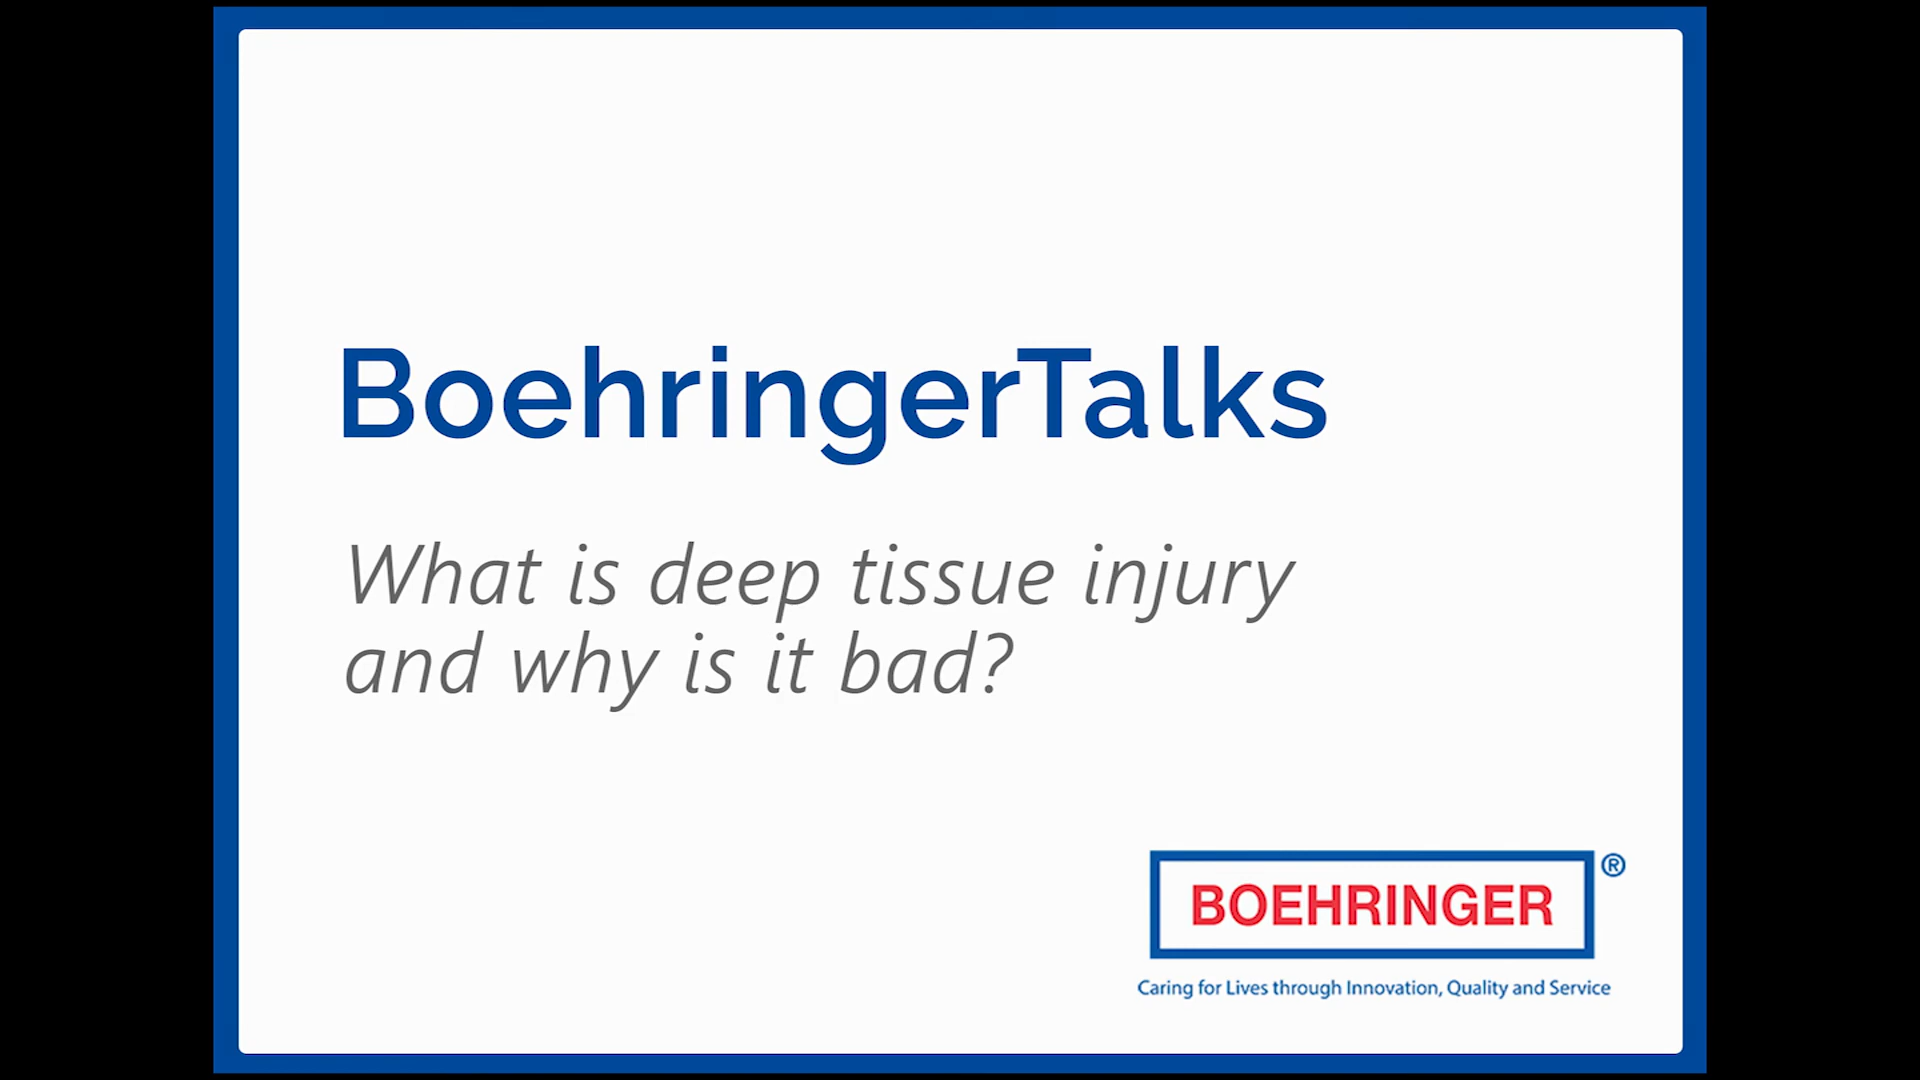 BoehringerTalks
What is deep tissue injury
and why is it bad?
BOEHRINGER®
Caring for Lives through Innovation, Quality and Service